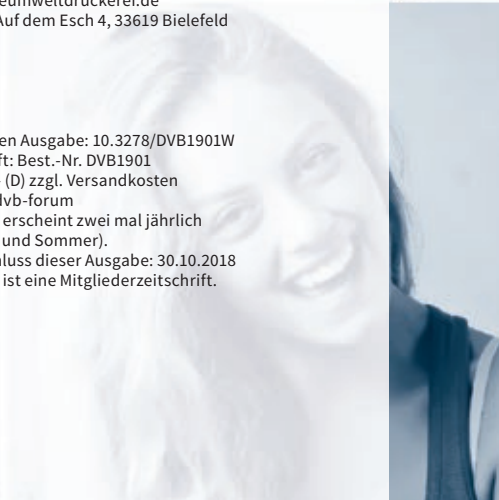 eumweltdruckerei.de
Auf dem Esch 4, 33619 Bielefeld
en Ausgabe: 10.3278/DVB1901W
ft: Best.-Nr. DVB1901
(D) zzgl. Versandkosten
dvb-forum
erscheint zwei mal jährlich
und Sommer).
luss dieser Ausgabe: 30.10.2018
ist eine Mitgliederzeitschrift.